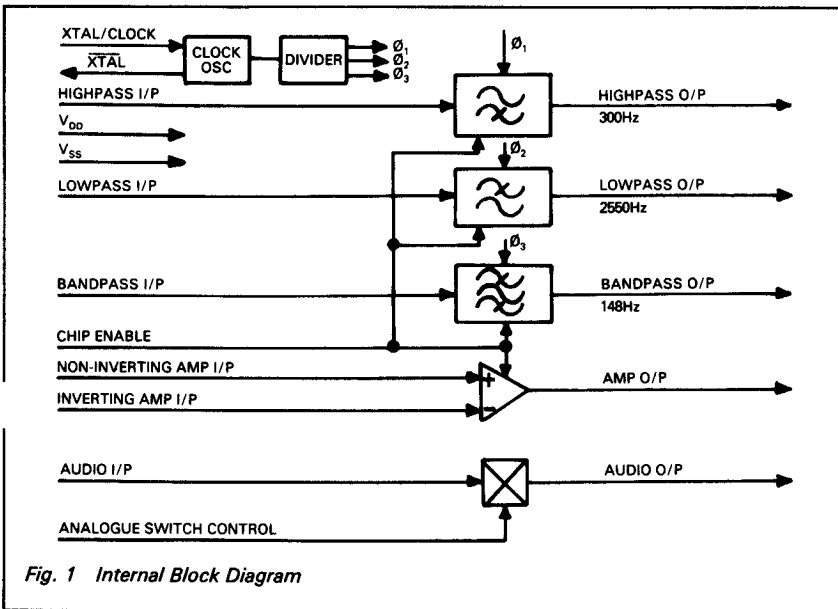 XTAL/CLOCK
XTAL
CLOCK
OSC
DIVIDER
Ø1
Ø2
Ø3
Ø1
HIGHPASS I/P
HIGHPASS O/P
300Hz
VDD
VSS
Ø2
LOWPASS I/P
LOWPASS O/P
2550Hz
Ø3
BANDPASS I/P
BANDPASS O/P
148Hz
CHIP ENABLE
NON-INVERTING AMP I/P
+
AMP O/P
INVERTING AMP I/P
−
AUDIO I/P
AUDIO O/P
ANALOGUE SWITCH CONTROL
Fig. 1 Internal Block Diagram